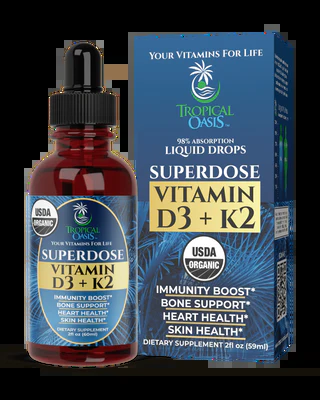 YOUR VITAMINS FOR LIFE
TROPICAL
OASIS™
98% ABSORPTION
LIQUID DROPS
SUPERDOSE
VITAMIN
D3 + K2
USDA
ORGANIC
IMMUNITY BOOST*
BONE SUPPORT*
HEART HEALTH*
SKIN HEALTH*
DIETARY SUPPLEMENT 2fl oz (59ml)
USDA
ORGANIC
TROPICAL
OASIS
YOUR VITAMINS FOR LIFE
SUPERDOSE
VITAMIN
D3 + K2
IMMUNITY BOOST*
BONE SUPPORT*
HEART HEALTH*
SKIN HEALTH*
DIETARY SUPPLEMENT